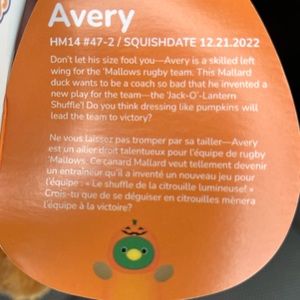 Avery
HM14 #47-2 / SQUISHDATE 12.21.2022
Don't let his size fool you—Avery is a skilled left
wing for the 'Mallows rugby team. This Mallard
duck wants to be a coach so bad that he invented a
new play for the team—the 'Jack-O'-Lantern
Shuffle'! Do you think dressing like pumpkins will
lead the team to victory?
Ne vous laissez pas tromper par sa tailler—Avery
est un ailier droit talentueux pour l'équipe de rugby
'Mallows. Ce canard Mallard veut tellement devenir
un entraîneur qu'il a inventé un nouveau jeu pour
l'équipe : « Le shuffle de la citrouille lumineuse! »
Crois-tu que de se déguiser en citrouilles mènera
l'équipe à la victoire?